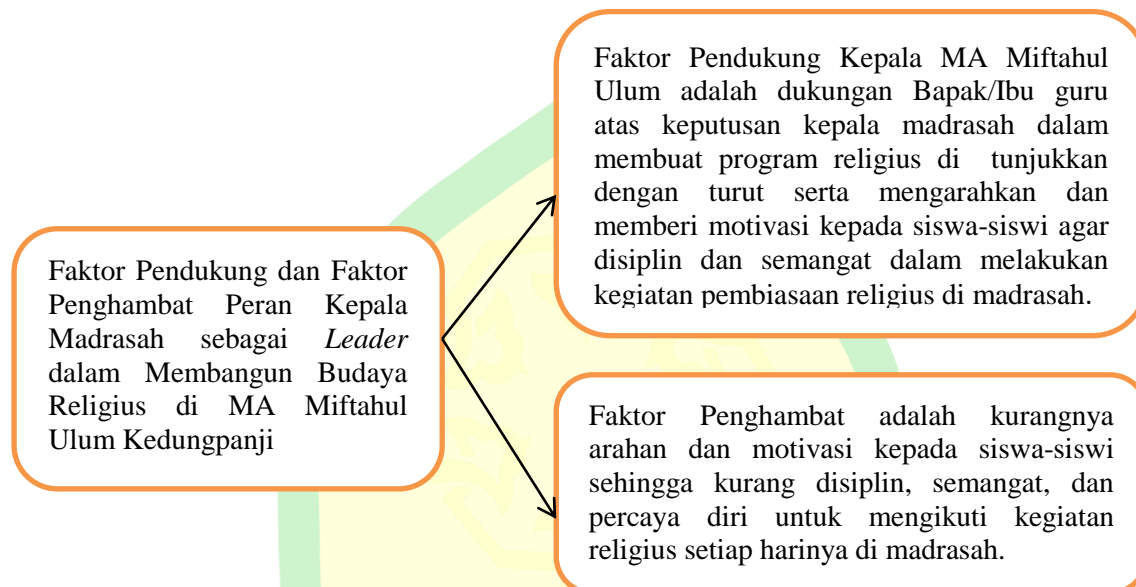 Faktor Pendukung dan Faktor
Penghambat Peran Kepala
Madrasah sebagai Leader
dalam Membangun Budaya
Religius di MA Miftahul
Ulum Kedungpanji
Faktor Pendukung Kepala MA Miftahul
Ulum adalah dukungan Bapak/Ibu guru
atas keputusan kepala madrasah dalam
membuat program religius di tunjukkan
dengan turut serta mengarahkan dan
memberi motivasi kepada siswa-siswi agar
disiplin dan semangat dalam melakukan
kegiatan pembiasaan religius di madrasah.
Faktor Penghambat adalah kurangnya
arahan dan motivasi kepada siswa-siswi
sehingga kurang disiplin, semangat, dan
percaya diri untuk mengikuti kegiatan
religius setiap harinya di madrasah.